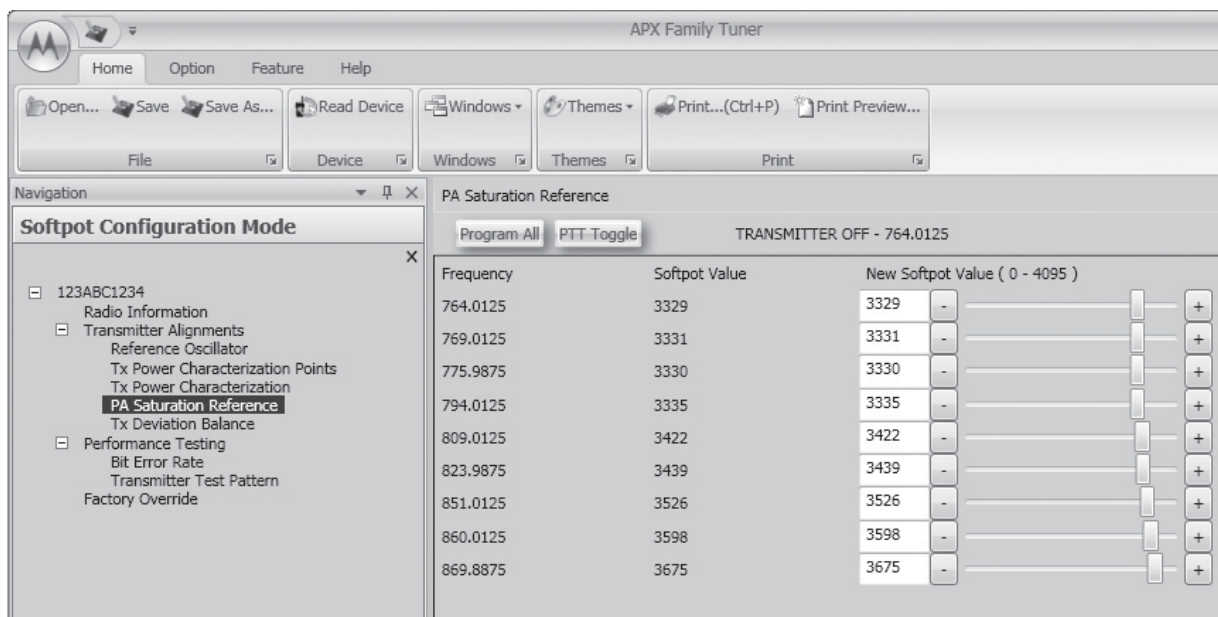 APX Family Tuner
Home Option Feature Help
Open... Save Save As... Read Device Windows Themes Print...(Ctrl+P) Print Preview...
File Device Windows Themes Print
Navigation
Softpot Configuration Mode
123ABC1234
Radio Information
Transmitter Alignments
Reference Oscillator
Tx Power Characterization Points
Tx Power Characterization
PA Saturation Reference
Tx Deviation Balance
Performance Testing
Bit Error Rate
Transmitter Test Pattern
Factory Override
PA Saturation Reference
Program All PTT Toggle TRANSMITTER OFF - 764.0125
Frequency Softpot Value New Softpot Value ( 0 - 4095 )
764.0125 3329 3329 - +
769.0125 3331 3331 - +
775.9875 3330 3330 - +
794.0125 3335 3335 - +
809.0125 3422 3422 - +
823.9875 3439 3439 - +
851.0125 3526 3526 - +
860.0125 3598 3598 - +
869.8875 3675 3675 - +